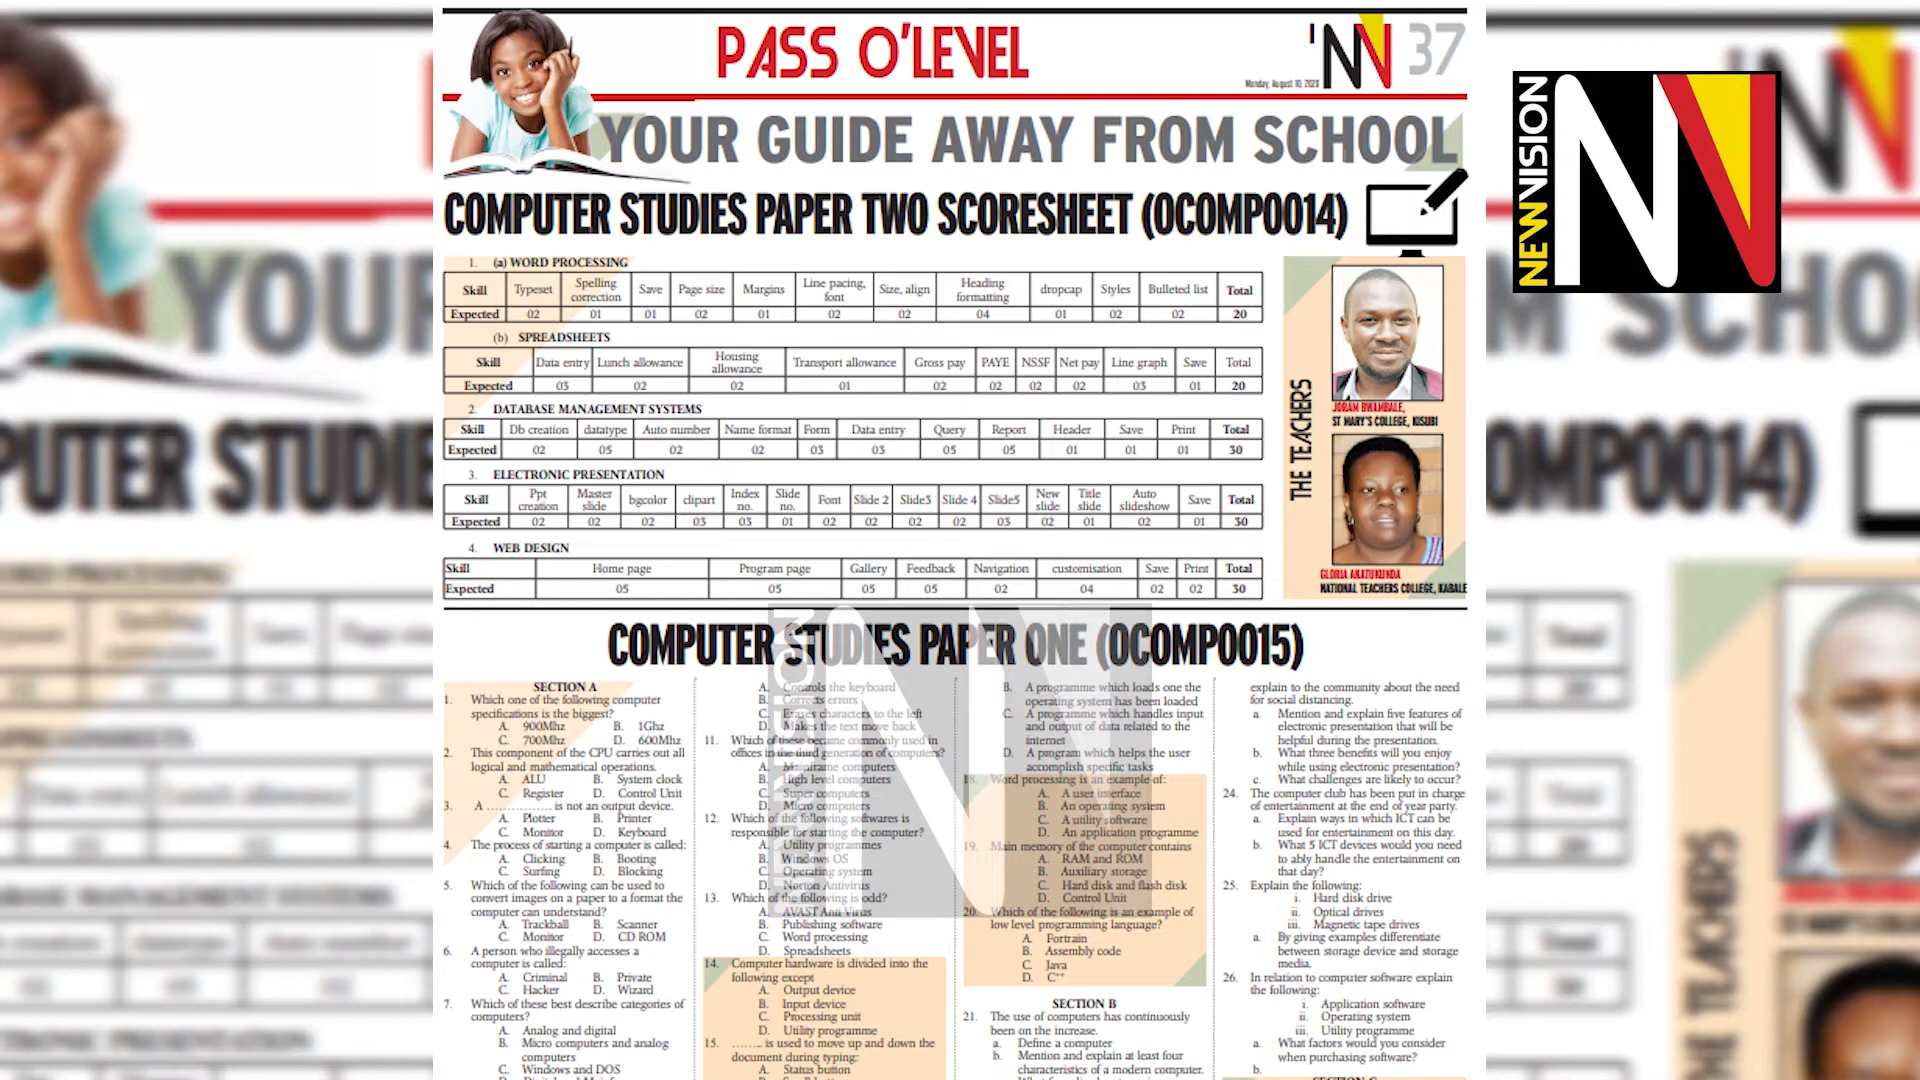 PASS O'LEVEL
NV 37
Monday, August 10, 2020
YOUR GUIDE AWAY FROM SCHOOL
NEW VISION
COMPUTER STUDIES PAPER TWO SCORESHEET (OCOMP0014)
1. (a) WORD PROCESSING
Skill Typeset Spelling correction Save Page size Margins Line pacing, font Size, align Heading formatting dropcap Styles Bulleted list Total
Expected 02 01 01 02 01 02 02 04 01 02 02 20
(b) SPREADSHEETS
Skill Data entry Lunch allowance Housing allowance Transport allowance Gross pay PAYE NSSF Net pay Line graph Save Total
Expected 03 02 02 01 02 02 02 02 03 01 20
2. DATABASE MANAGEMENT SYSTEMS
Skill Db creation datatype Auto number Name format Form Data entry Query Report Header Save Print Total
Expected 02 05 02 02 03 03 05 05 01 01 01 30
3. ELECTRONIC PRESENTATION
Skill Ppt creation Master slide bgcolor clipart Index no. Slide no. Font Slide 2 Slide3 Slide 4 Slide5 New slide Title slide Auto slideshow Save Total
Expected 02 02 02 03 03 01 02 02 02 02 03 02 01 02 01 30
4. WEB DESIGN
Skill Home page Program page Gallery Feedback Navigation customisation Save Print Total
Expected 05 05 05 05 02 04 02 02 30
THE TEACHERS
JORAM BWAMBALE,
ST MARY'S COLLEGE, KISUBI
GLORIA AKATUKUNDA
NATIONAL TEACHERS COLLEGE, KABALE
COMPUTER STUDIES PAPER ONE (OCOMP0015)
SECTION A
1. Which one of the following computer
specifications is the biggest?
A. 900Mhz B. 1Ghz
C. 700Mhz D. 600Mhz
2. This component of the CPU carries out all
logical and mathematical operations.
A. ALU B. System clock
C. Register D. Control Unit
3. A ................ is not an output device.
A. Plotter B. Printer
C. Monitor D. Keyboard
4. The process of starting a computer is called:
A. Clicking B. Booting
C. Surfing D. Blocking
5. Which of the following can be used to
convert images on a paper to a format the
computer can understand?
A. Trackball B. Scanner
C. Monitor D. CD ROM
6. A person who illegally accesses a
computer is called:
A. Criminal B. Private
C. Hacker D. Wizard
7. Which of these best describe categories of
computers?
A. Analog and digital
B. Micro computers and analog
computers
C. Windows and DOS
A. Controls the keyboard
B. Corrects errors
C. Erases characters to the left
D. Makes the text move back
11. Which of these became commonly used in
offices in the third generation of computers?
A. Mainframe computers
B. High level computers
C. Super computers
D. Micro computers
12. Which of the following softwares is
responsible for starting the computer?
A. Utility programmes
B. Windows OS
C. Operating system
D. Norton Antivirus
13. Which of the following is odd?
A. AVAST Anti Virus
B. Publishing software
C. Word processing
D. Spreadsheets
14. Computer hardware is divided into the
following except
A. Output device
B. Input device
C. Processing unit
D. Utility programme
15. ........ is used to move up and down the
document during typing:
A. Status button
B. A programme which loads one the
operating system has been loaded
C. A programme which handles input
and output of data related to the
internet
D. A program which helps the user
accomplish specific tasks
18. Word processing is an example of:
A. A user interface
B. An operating system
C. A utility software
D. An application programme
19. Main memory of the computer contains
A. RAM and ROM
B. Auxiliary storage
C. Hard disk and flash disk
D. Control Unit
20. Which of the following is an example of
low level programming language?
A. Fortrain
B. Assembly code
C. Java
D. C++
SECTION B
21. The use of computers has continuously
been on the increase.
a. Define a computer
b. Mention and explain at least four
characteristics of a modern computer.
explain to the community about the need
for social distancing.
a. Mention and explain five features of
electronic presentation that will be
helpful during the presentation.
b. What three benefits will you enjoy
while using electronic presentation?
c. What challenges are likely to occur?
24. The computer club has been put in charge
of entertainment at the end of year party.
a. Explain ways in which ICT can be
used for entertainment on this day.
b. What 5 ICT devices would you need
to ably handle the entertainment on
that day?
25. Explain the following:
i. Hard disk drive
ii. Optical drives
iii. Magnetic tape drives
a. By giving examples differentiate
between storage device and storage
media.
26. In relation to computer software explain
the following:
i. Application software
ii. Operating system
iii. Utility programme
a. What factors would you consider
when purchasing software?
b.